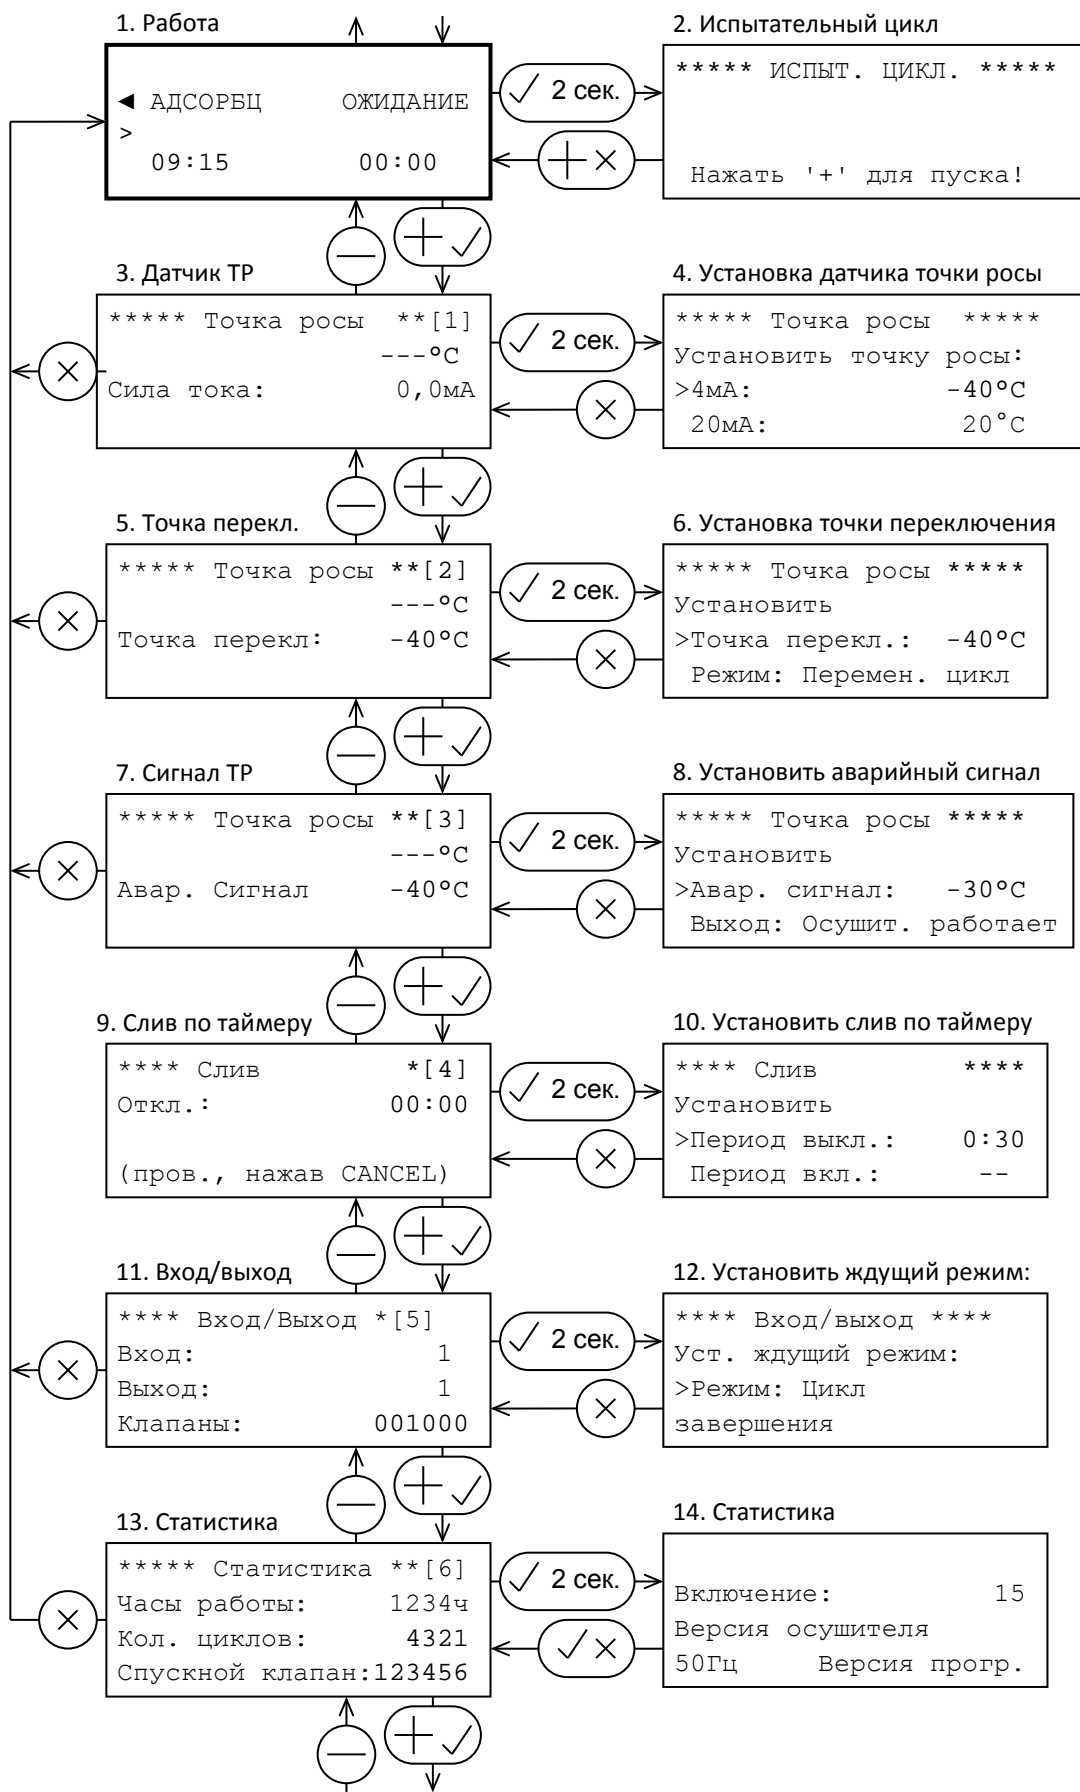 1. Работа
◄ АДСОРБЦ ОЖИДАНИЕ
>
09:15 00:00
2. Испытательный цикл
***** ИСПЫТ. ЦИКЛ. *****
Нажать '+' для пуска!
2 сек.
3. Датчик ТР
***** Точка росы **[1]
---°C
Сила тока: 0,0мА
2 сек.
4. Установка датчика точки росы
***** Точка росы *****
Установить точку росы:
>4мА: -40°C
20мА: 20°C
5. Точка перекл.
***** Точка росы **[2]
---°C
Точка перекл: -40°C
2 сек.
6. Установка точки переключения
***** Точка росы *****
Установить
>Точка перекл.: -40°C
Режим: Перемен. цикл
7. Сигнал ТР
***** Точка росы **[3]
---°C
Авар. Сигнал -40°C
2 сек.
8. Установить аварийный сигнал
***** Точка росы *****
Установить
>Авар. сигнал: -30°C
Выход: Осушит. работает
9. Слив по таймеру
**** Слив *[4]
Откл.: 00:00
(пров., нажав CANCEL)
2 сек.
10. Установить слив по таймеру
**** Слив ****
Установить
>Период выкл.: 0:30
Период вкл.: --
11. Вход/выход
**** Вход/Выход *[5]
Вход: 1
Выход: 1
Клапаны: 001000
2 сек.
12. Установить ждущий режим:
**** Вход/выход ****
Уст. ждущий режим:
>Режим: Цикл
завершения
13. Статистика
***** Статистика **[6]
Часы работы: 1234ч
Кол. циклов: 4321
Спускной клапан:123456
2 сек.
14. Статистика
Включение: 15
Версия осушителя
50Гц Версия прогр.